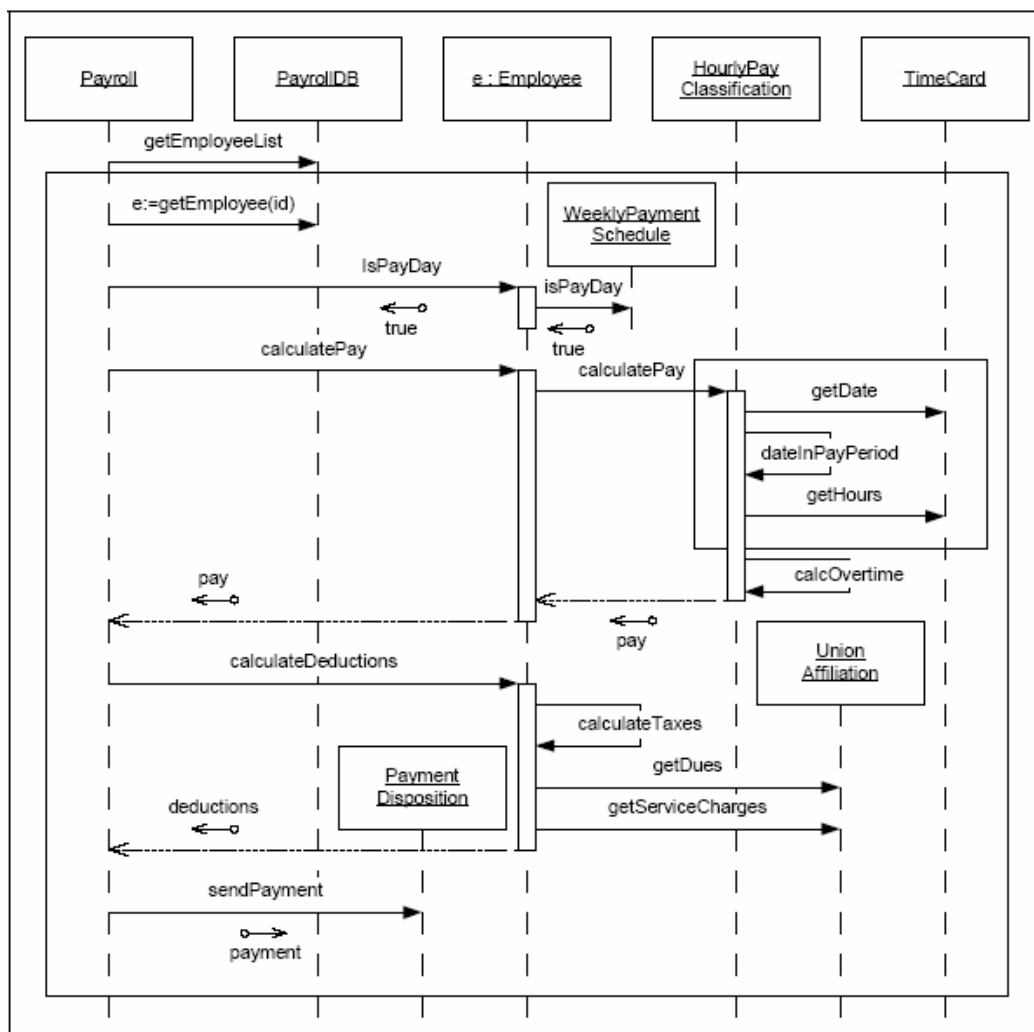 Payroll
PayrollDB
e : Employee
HourlyPay
Classification
TimeCard
getEmployeeList
e:=getEmployee(id)
WeeklyPayment
Schedule
IsPayDay
isPayDay
true
true
calculatePay
calculatePay
getDate
dateInPayPeriod
getHours
calcOvertime
pay
pay
Union
Affiliation
calculateDeductions
calculateTaxes
getDues
Payment
Disposition
getServiceCharges
deductions
sendPayment
payment